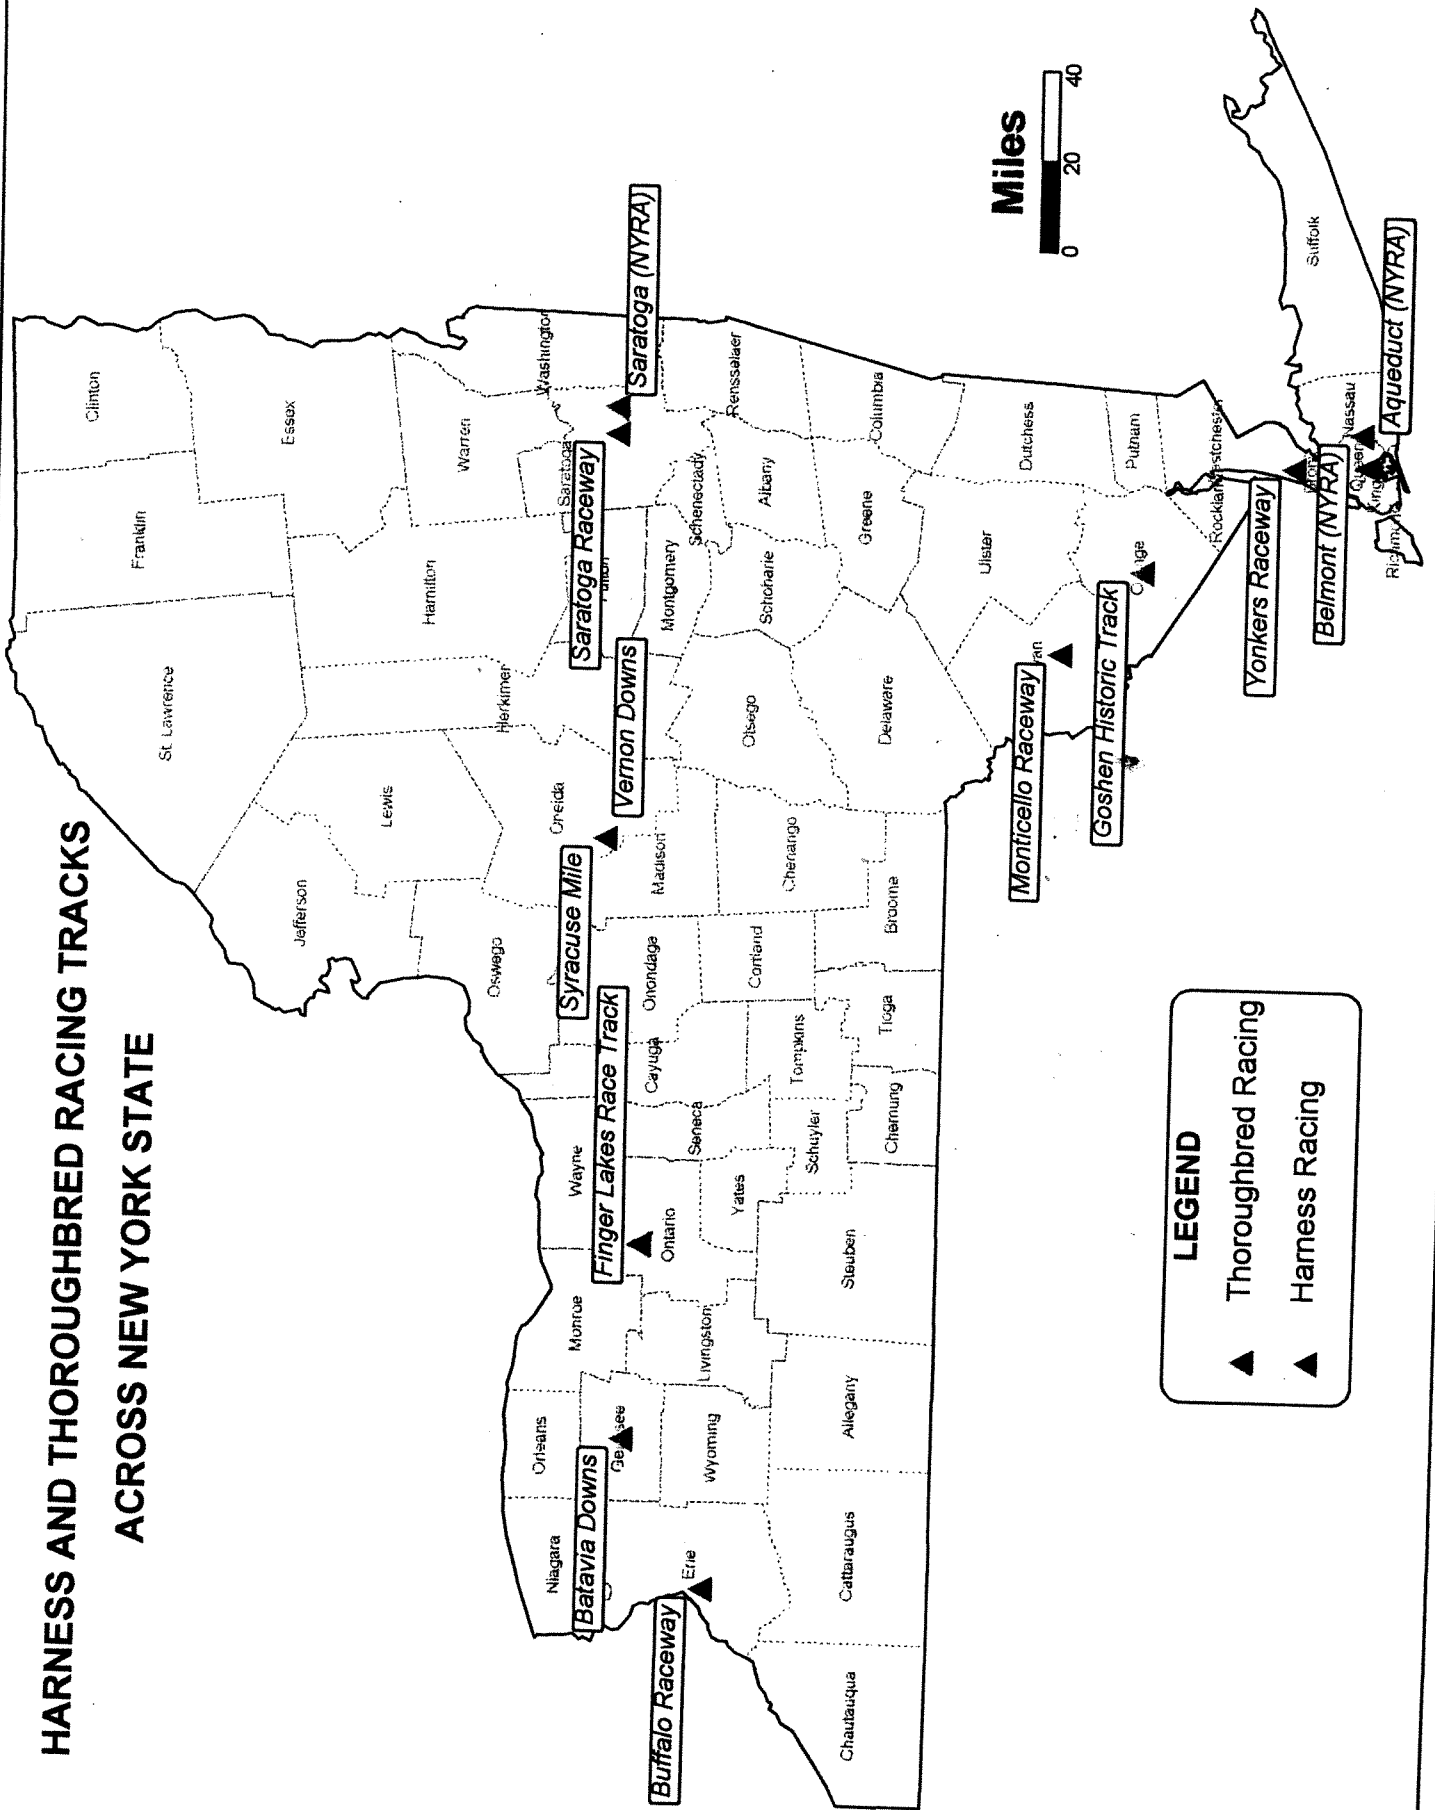 HARNESS AND THOROUGHBRED RACING TRACKS
ACROSS NEW YORK STATE
Clinton
Franklin
St. Lawrence
Essex
Jefferson
Lewis
Hamilton
Warren
Herkimer
Oswego
Oneida
Washington
Saratoga
Saratoga (NYRA)
Saratoga Raceway
Vernon Downs
Syracuse Mile
Finger Lakes Race Track
Batavia Downs
Buffalo Raceway
Niagara
Orleans
Monroe
Wayne
Erie
Wyoming
Livingston
Ontario
Yates
Seneca
Cayuga
Onondaga
Madison
Montgomery
Schenectady
Rensselaer
Albany
Schoharie
Otsego
Chenango
Cortland
Tompkins
Schuyler
Chautauqua
Cattaraugus
Allegany
Steuben
Chemung
Tioga
Broome
Delaware
Greene
Columbia
Ulster
Dutchess
Putnam
Monticello Raceway
Goshen Historic Track
Yonkers Raceway
Belmont (NYRA)
Aqueduct (NYRA)
Nassau
Suffolk
Miles
0 20 40
LEGEND
Thoroughbred Racing
Harness Racing